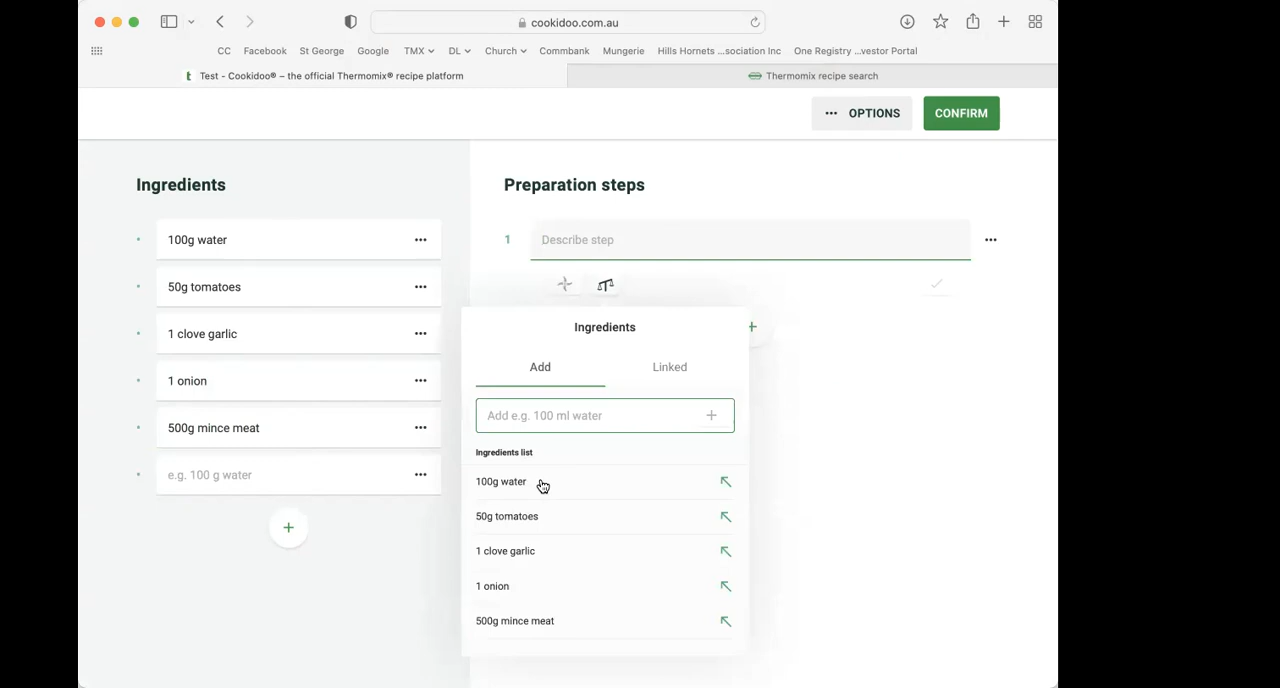 cookidoo.com.au
CC Facebook St George Google TMX DL Church Commbank Mungerie Hills Hornets ...sociation Inc One Registry ...vestor Portal
Test - Cookidoo® – the official Thermomix® recipe platform
Thermomix recipe search
••• OPTIONS
CONFIRM
Ingredients
100g water
50g tomatoes
1 clove garlic
1 onion
500g mince meat
e.g. 100 g water
Preparation steps
1 Describe step
Ingredients
Add Linked
Add e.g. 100 ml water
Ingredients list
100g water
50g tomatoes
1 clove garlic
1 onion
500g mince meat